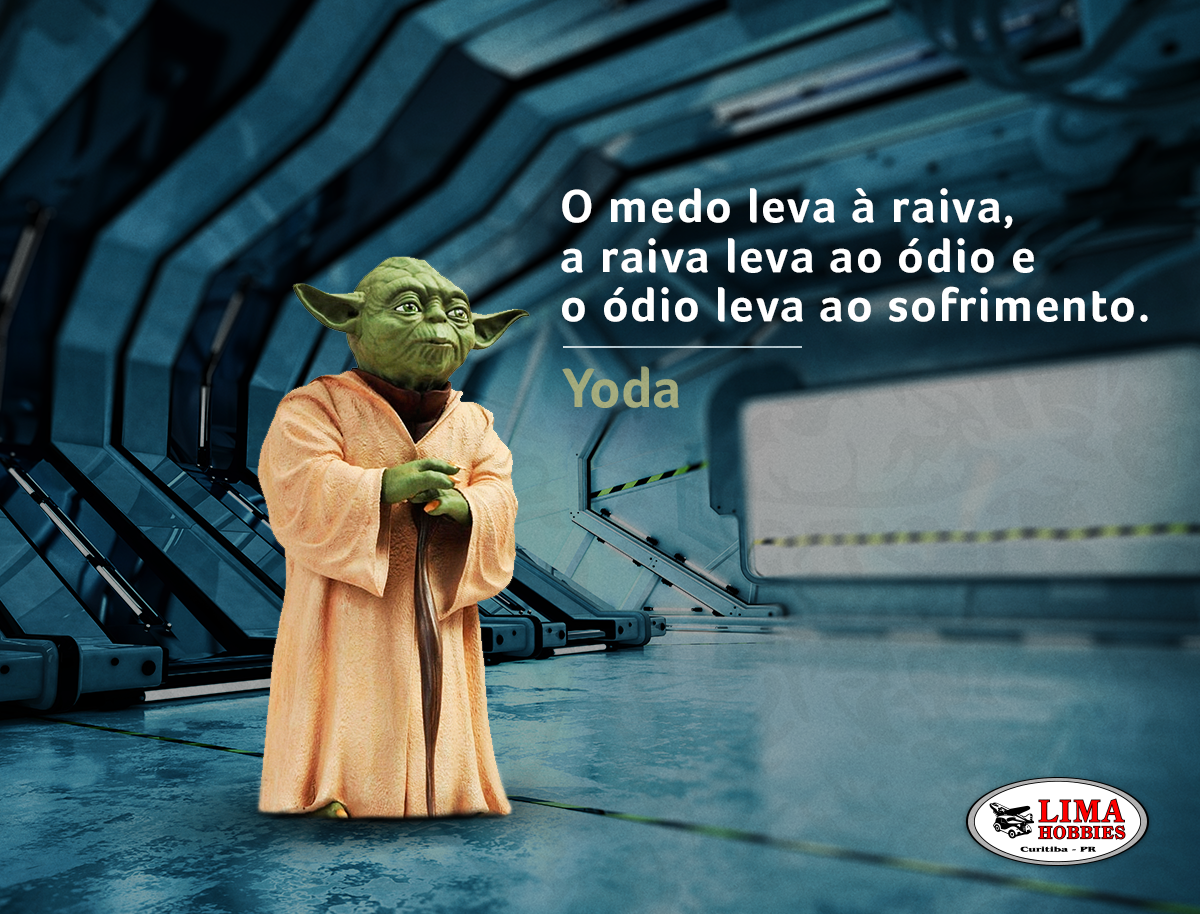 O medo leva à raiva,
a raiva leva ao ódio e
o ódio leva ao sofrimento.
Yoda
LIMA
HOBBIES
Curitiba - PR